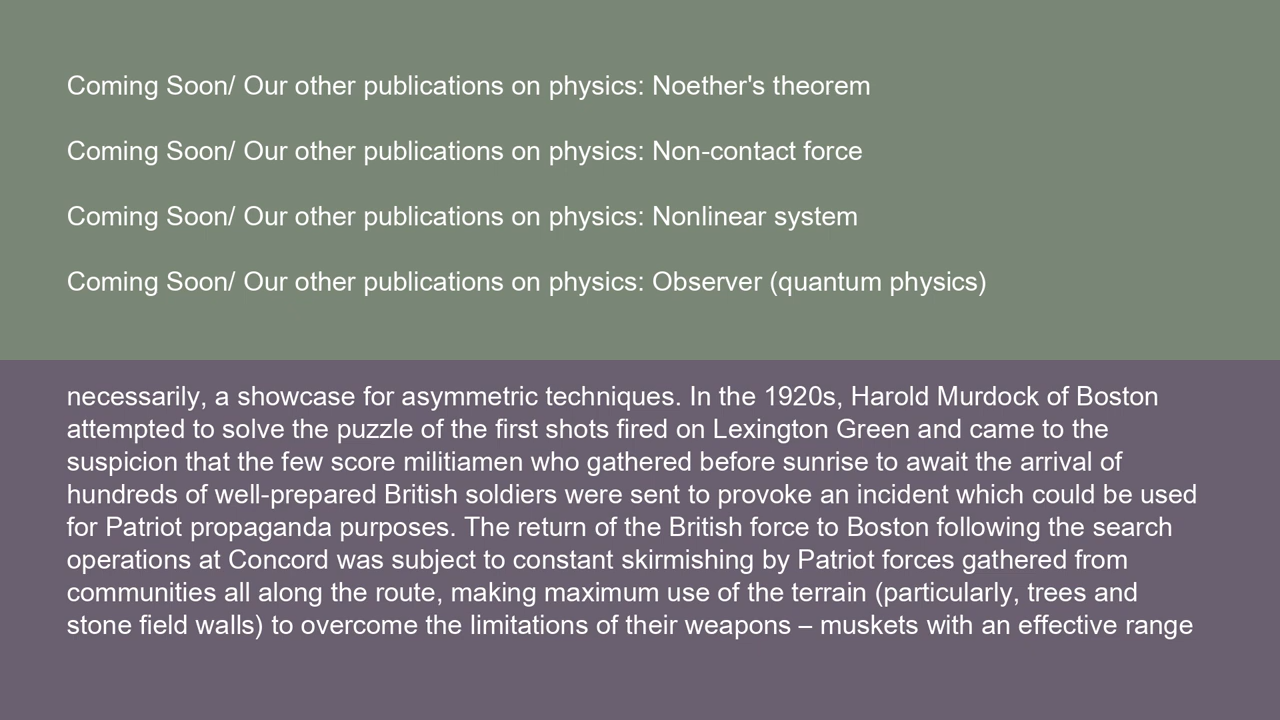 Coming Soon/ Our other publications on physics: Noether's theorem
Coming Soon/ Our other publications on physics: Non-contact force
Coming Soon/ Our other publications on physics: Nonlinear system
Coming Soon/ Our other publications on physics: Observer (quantum physics)
necessarily, a showcase for asymmetric techniques. In the 1920s, Harold Murdock of Boston
attempted to solve the puzzle of the first shots fired on Lexington Green and came to the
suspicion that the few score militiamen who gathered before sunrise to await the arrival of
hundreds of well-prepared British soldiers were sent to provoke an incident which could be used
for Patriot propaganda purposes. The return of the British force to Boston following the search
operations at Concord was subject to constant skirmishing by Patriot forces gathered from
communities all along the route, making maximum use of the terrain (particularly, trees and
stone field walls) to overcome the limitations of their weapons – muskets with an effective range